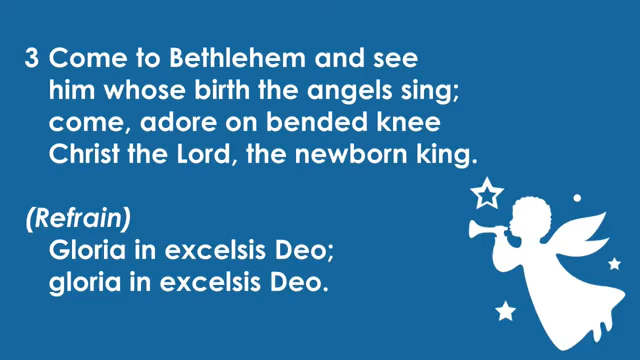 3 Come to Bethlehem and see
him whose birth the angels sing;
come, adore on bended knee
Christ the Lord, the newborn king.
(Refrain)
Gloria in excelsis Deo;
gloria in excelsis Deo.